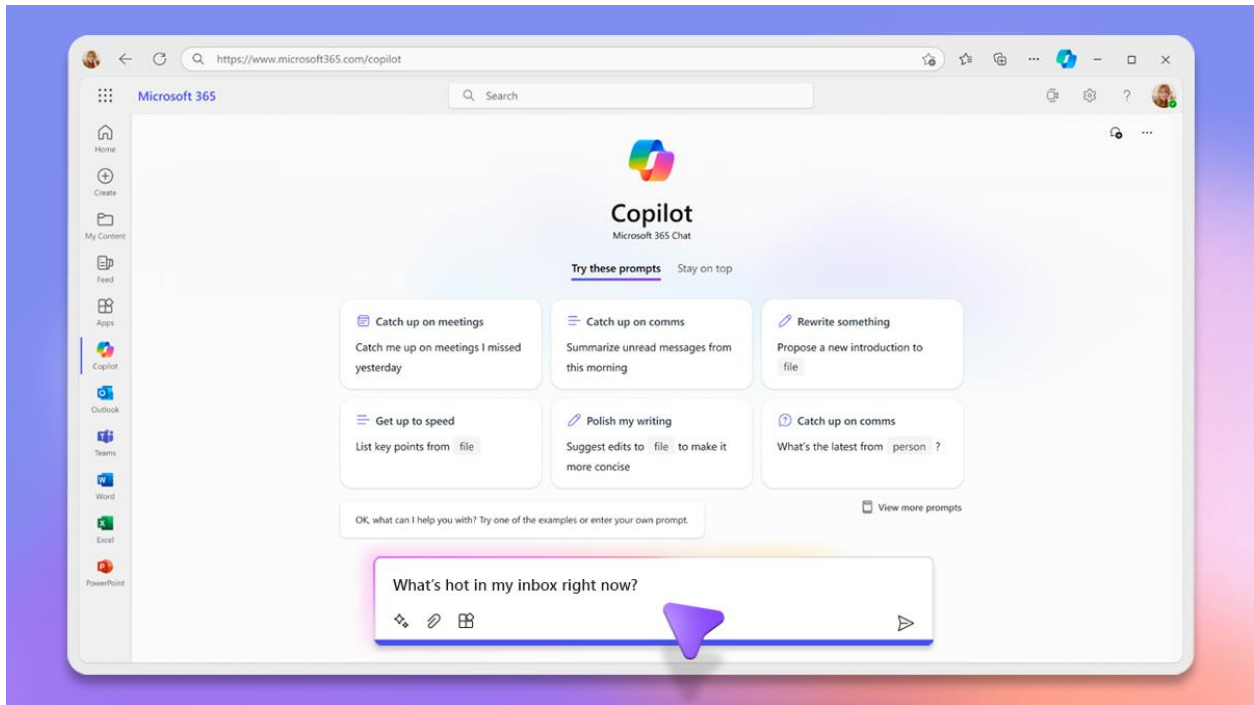 https://www.microsoft365.com/copilot
Microsoft 365
Search
Home
Create
My Content
Feed
Apps
Copilot
Outlook
Teams
Word
Excel
PowerPoint
Copilot
Microsoft 365 Chat
Try these prompts Stay on top
Catch up on meetings
Catch me up on meetings I missed
yesterday
Catch up on comms
Summarize unread messages from
this morning
Rewrite something
Propose a new introduction to
file
Get up to speed
List key points from file
Polish my writing
Suggest edits to file to make it
more concise
Catch up on comms
What's the latest from person ?
View more prompts
OK, what can I help you with? Try one of the examples or enter your own prompt.
What's hot in my inbox right now?